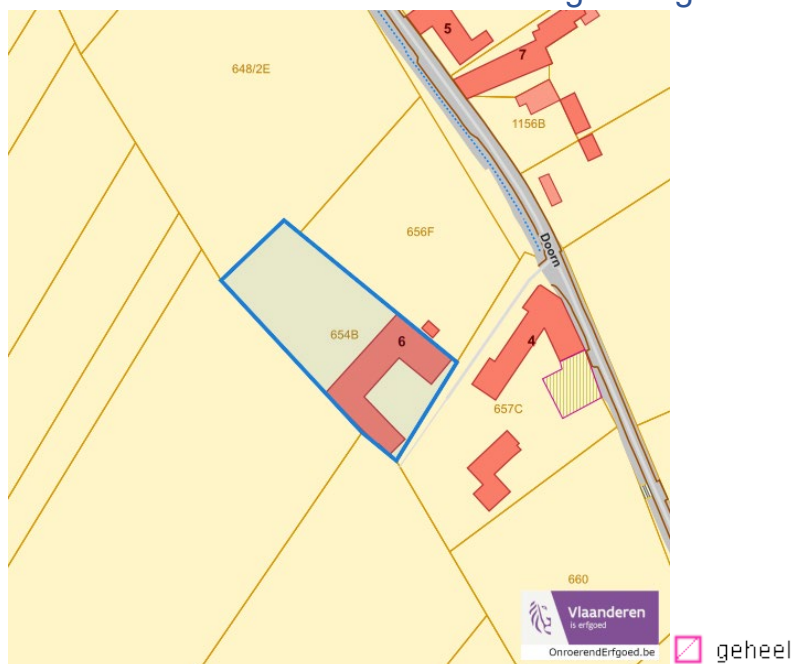 5
7
648/2E
1156B
656F
Doorn
654B
6
4
657C
660
Vlaanderen
is erfgoed
OnroerendErfgoed.be
geheel